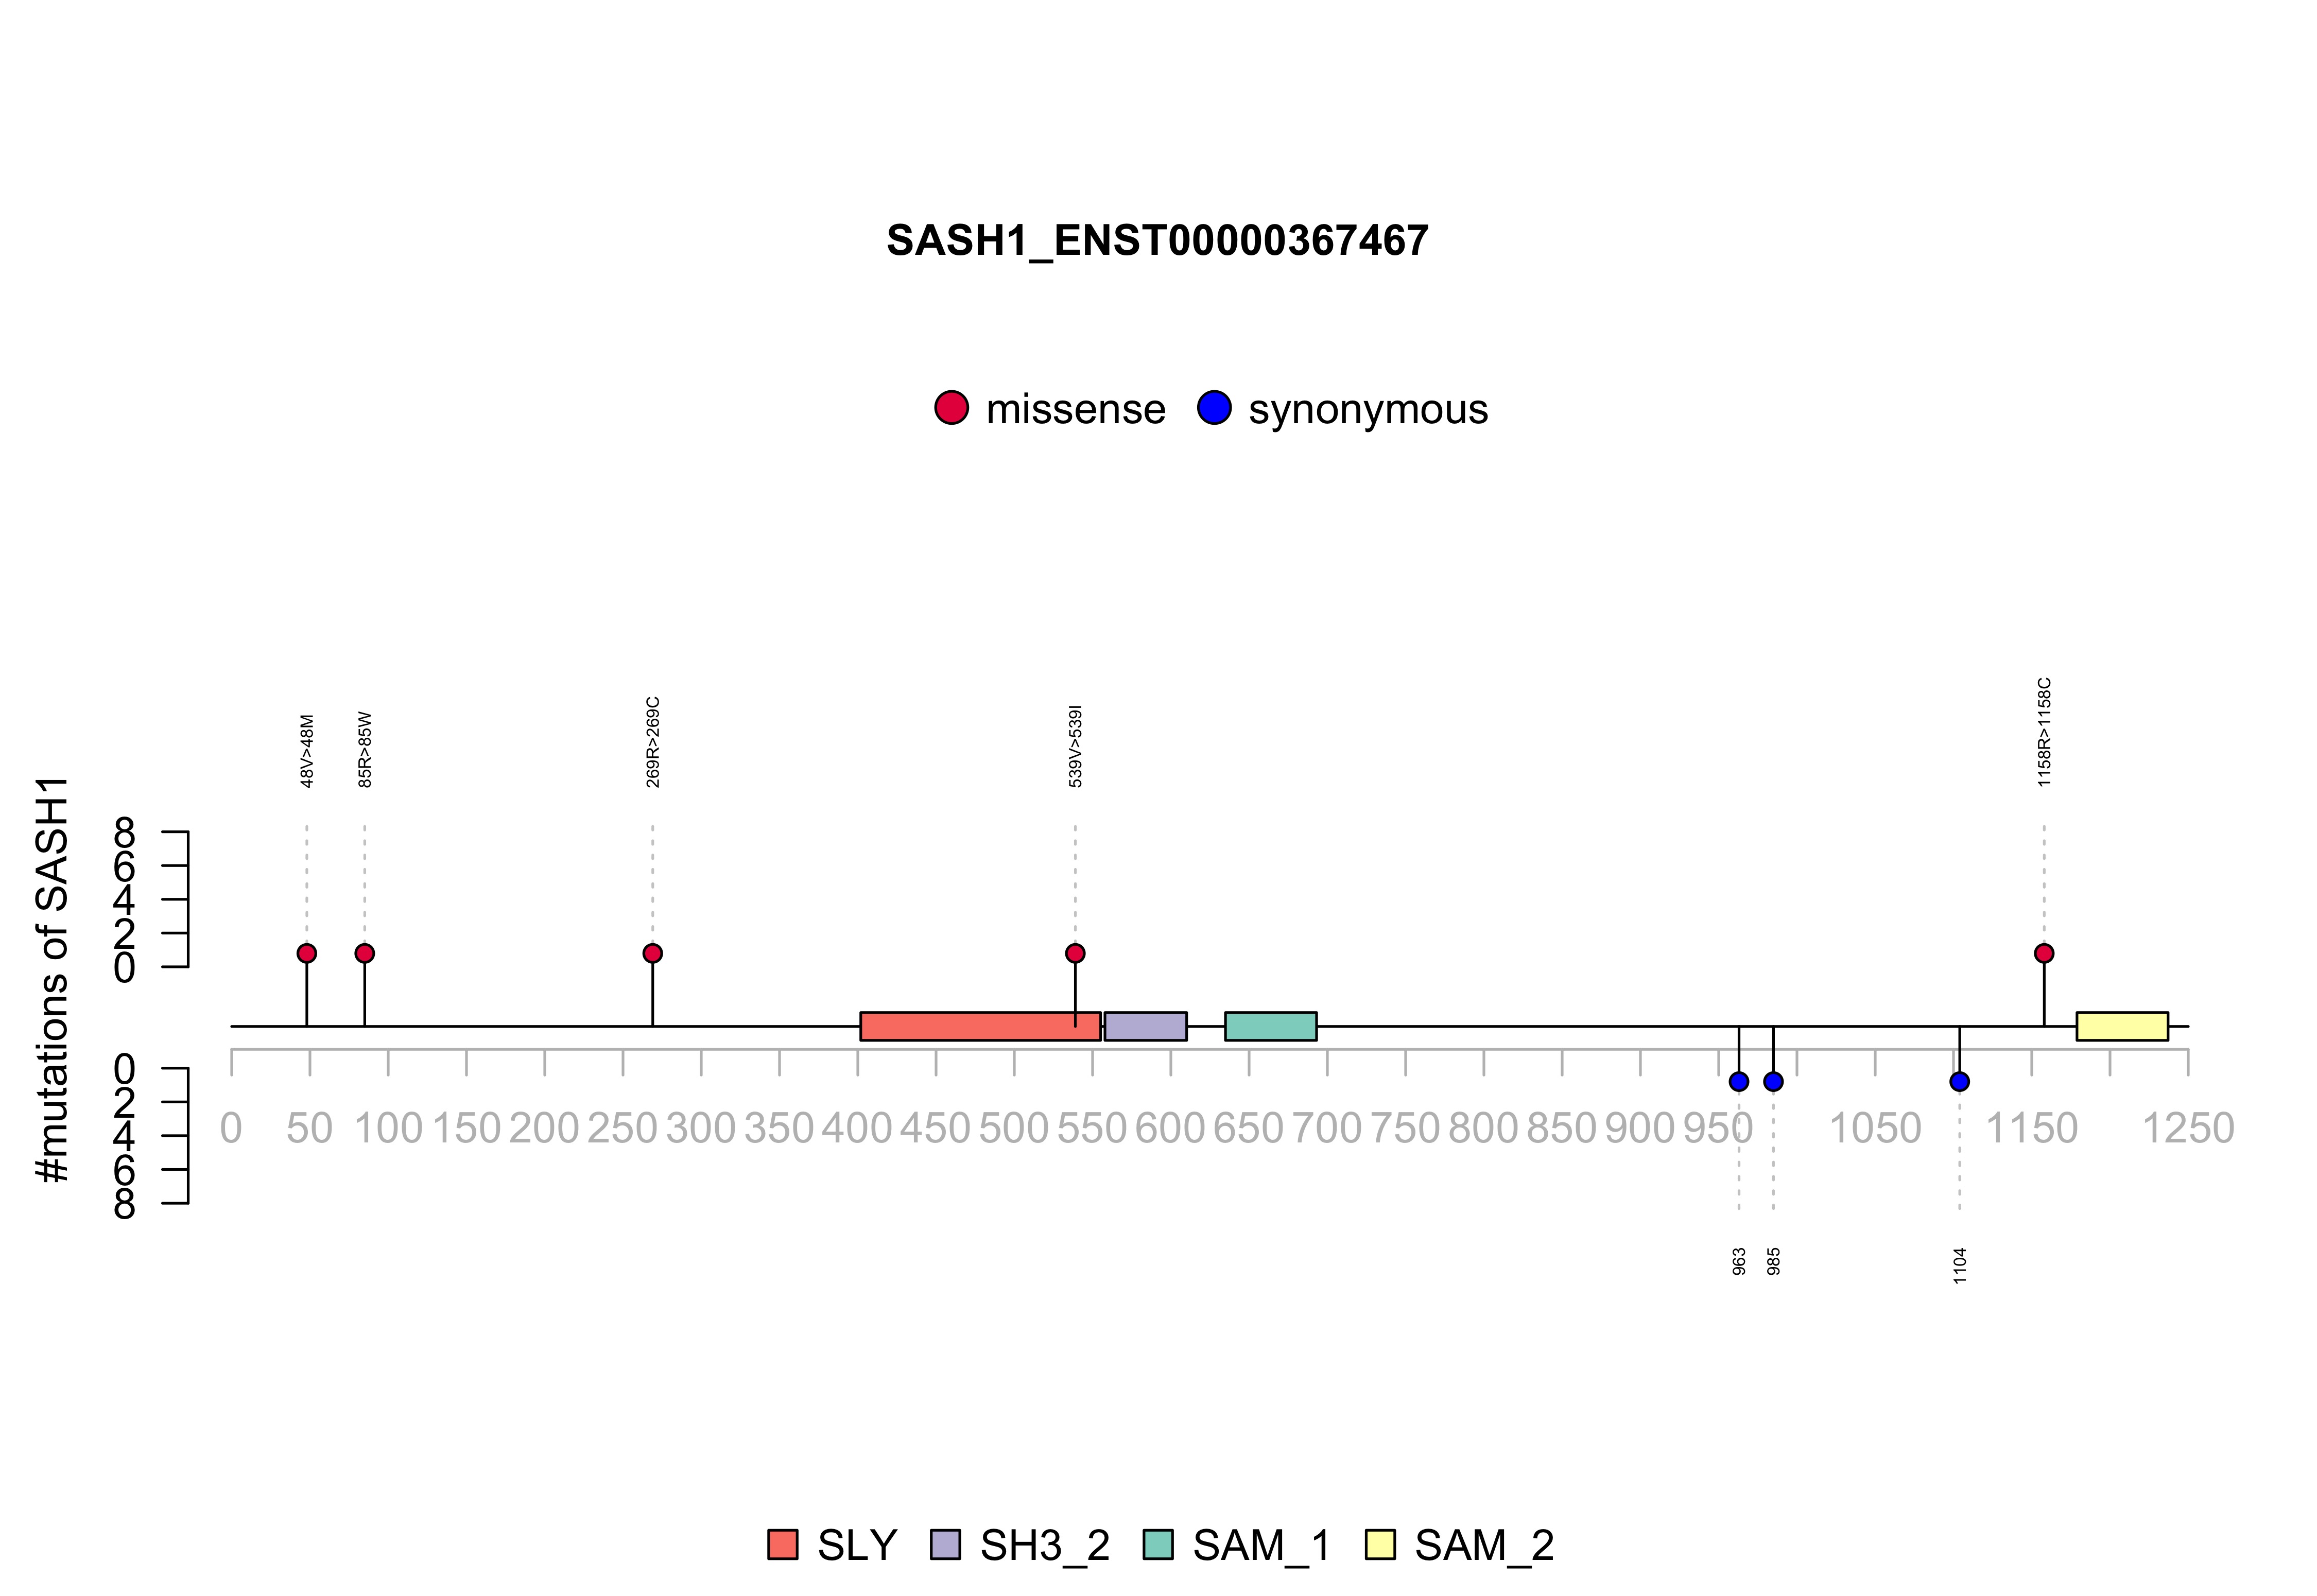 SASH1_ENST00000367467
missense synonymous
48V>48M
85R>85W
269R>269C
539V>539I
1158R>1158C
#mutations of SASH1
8
6
4
2
0
0
2
4
6
8
0 50 100 150 200 250 300 350 400 450 500 550 600 650 700 750 800 850 900 950 1050 1150 1250
963
985
1104
SLY SH3_2 SAM_1 SAM_2